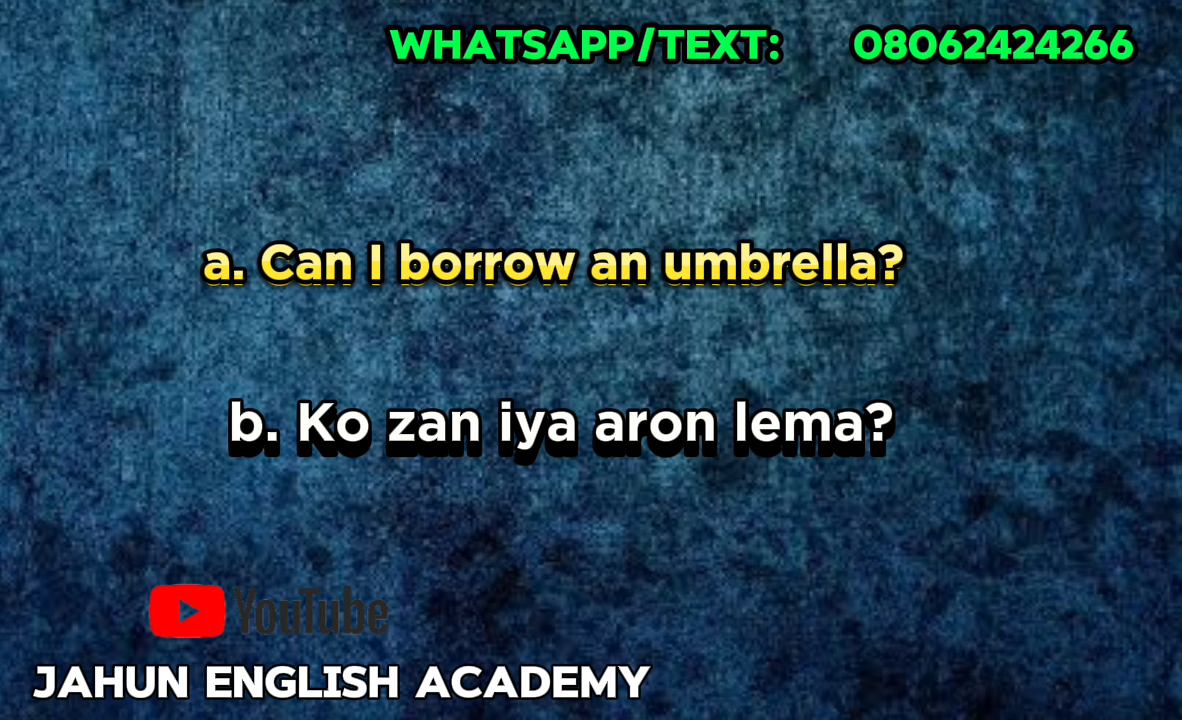 WHATSAPP/TEXT: 08062424266
a. Can I borrow an umbrella?
b. Ko zan iya aron lema?
YouTube
JAHUN ENGLISH ACADEMY